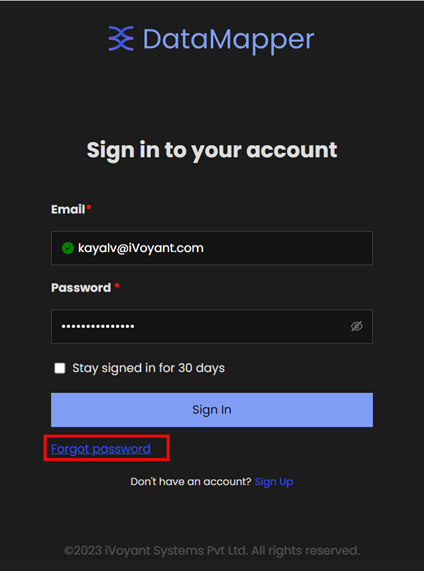 DataMapper
Sign in to your account
Email*
kayalv@iVoyant.com
Password *
Stay signed in for 30 days
Sign In
Forgot password
Don't have an account? Sign Up
©2023 iVoyant Systems Pvt Ltd. All rights reserved.